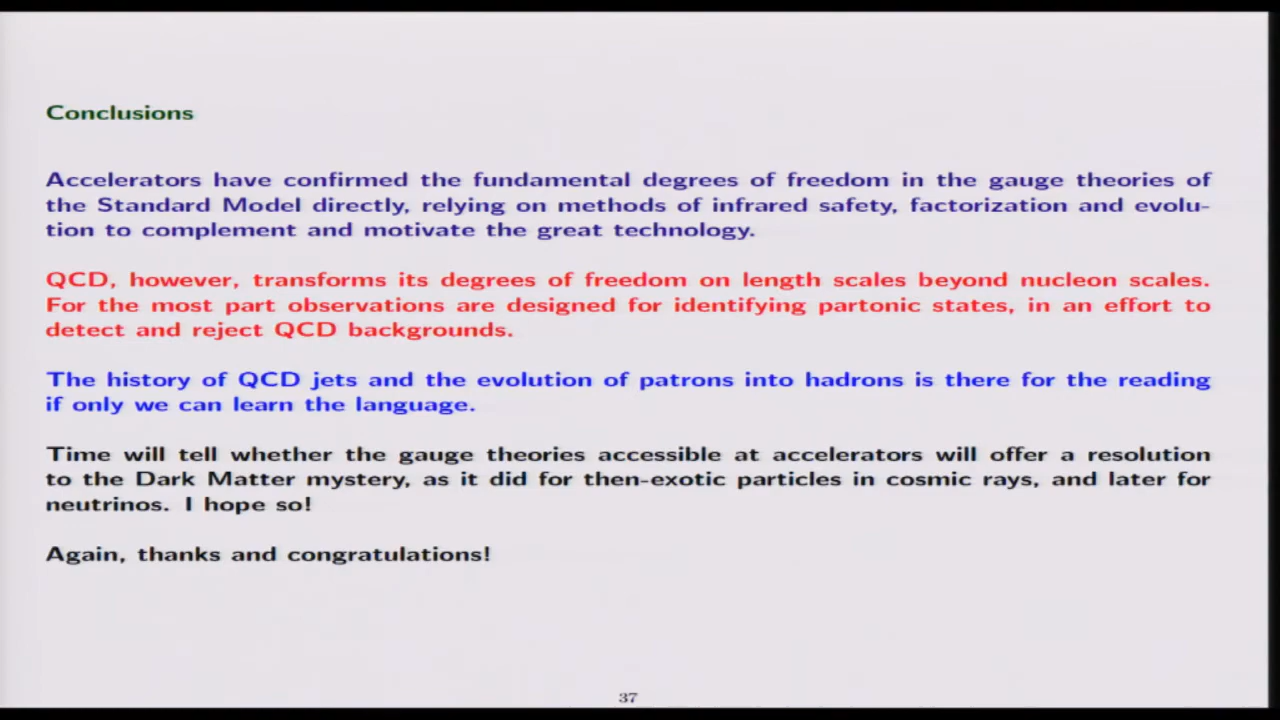 Conclusions
Accelerators have confirmed the fundamental degrees of freedom in the gauge theories of
the Standard Model directly, relying on methods of infrared safety, factorization and evolu-
tion to complement and motivate the great technology.
QCD, however, transforms its degrees of freedom on length scales beyond nucleon scales.
For the most part observations are designed for identifying partonic states, in an effort to
detect and reject QCD backgrounds.
The history of QCD jets and the evolution of patrons into hadrons is there for the reading
if only we can learn the language.
Time will tell whether the gauge theories accessible at accelerators will offer a resolution
to the Dark Matter mystery, as it did for then-exotic particles in cosmic rays, and later for
neutrinos. I hope so!
Again, thanks and congratulations!
37